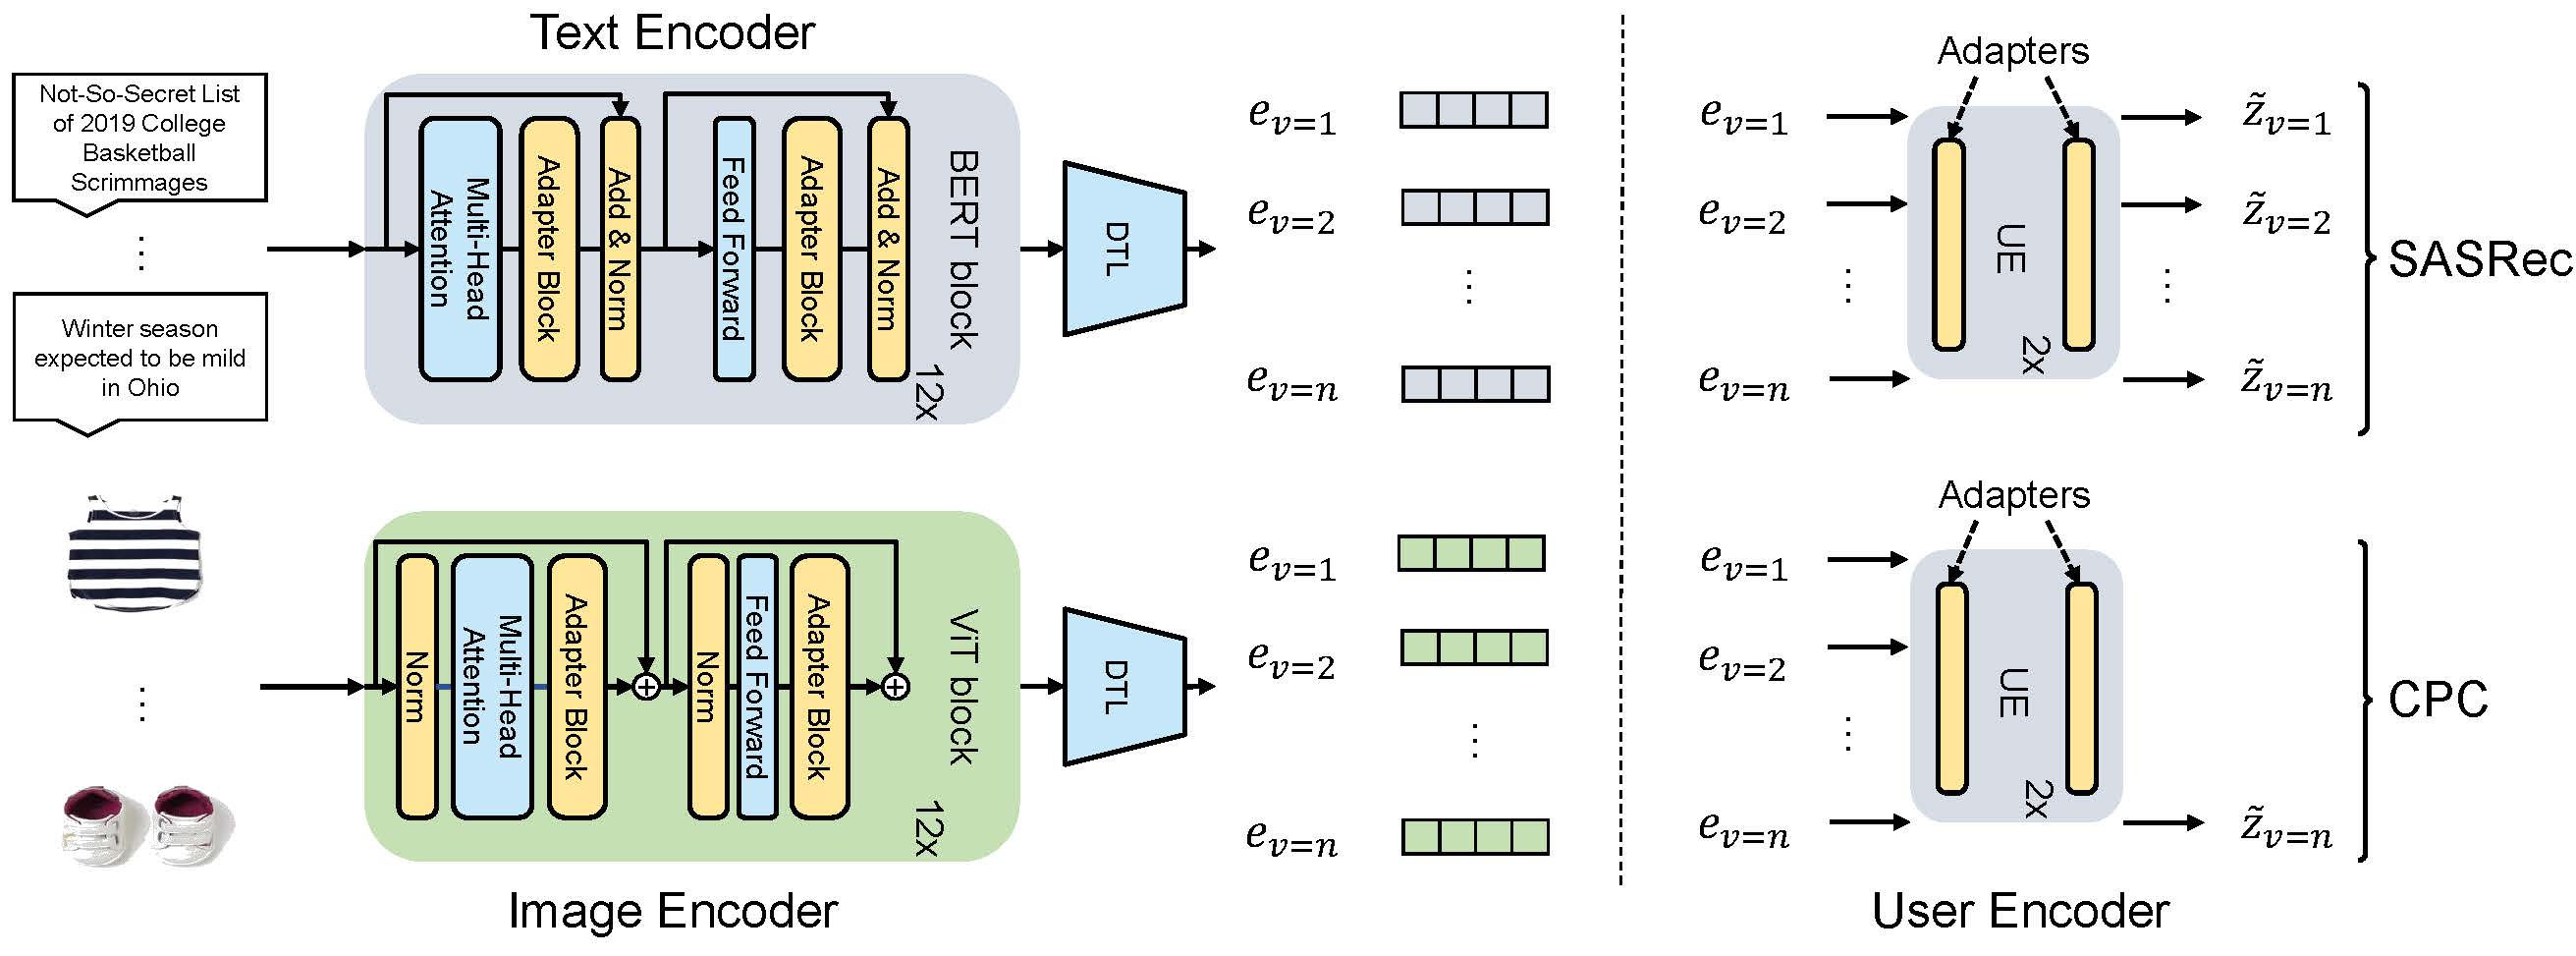 Text Encoder
Not-So-Secret List
of 2019 College
Basketball
Scrimmages
⋮
Winter season
expected to be mild
in Ohio
Multi-Head
Attention
Adapter Block
Add & Norm
Feed Forward
Adapter Block
Add & Norm
BERT block
12x
DTL
e_{v=1}
e_{v=2}
⋮
e_{v=n}
⋮
Norm
Multi-Head
Attention
Adapter Block
+
Norm
Feed Forward
Adapter Block
+
ViT block
12x
DTL
e_{v=1}
e_{v=2}
⋮
e_{v=n}
Image Encoder
Adapters
e_{v=1}
e_{v=2}
⋮
e_{v=n}
UE
2x
z̃_{v=1}
z̃_{v=2}
⋮
z̃_{v=n}
SASRec
Adapters
e_{v=1}
e_{v=2}
⋮
e_{v=n}
UE
2x
z̃_{v=n}
CPC
User Encoder